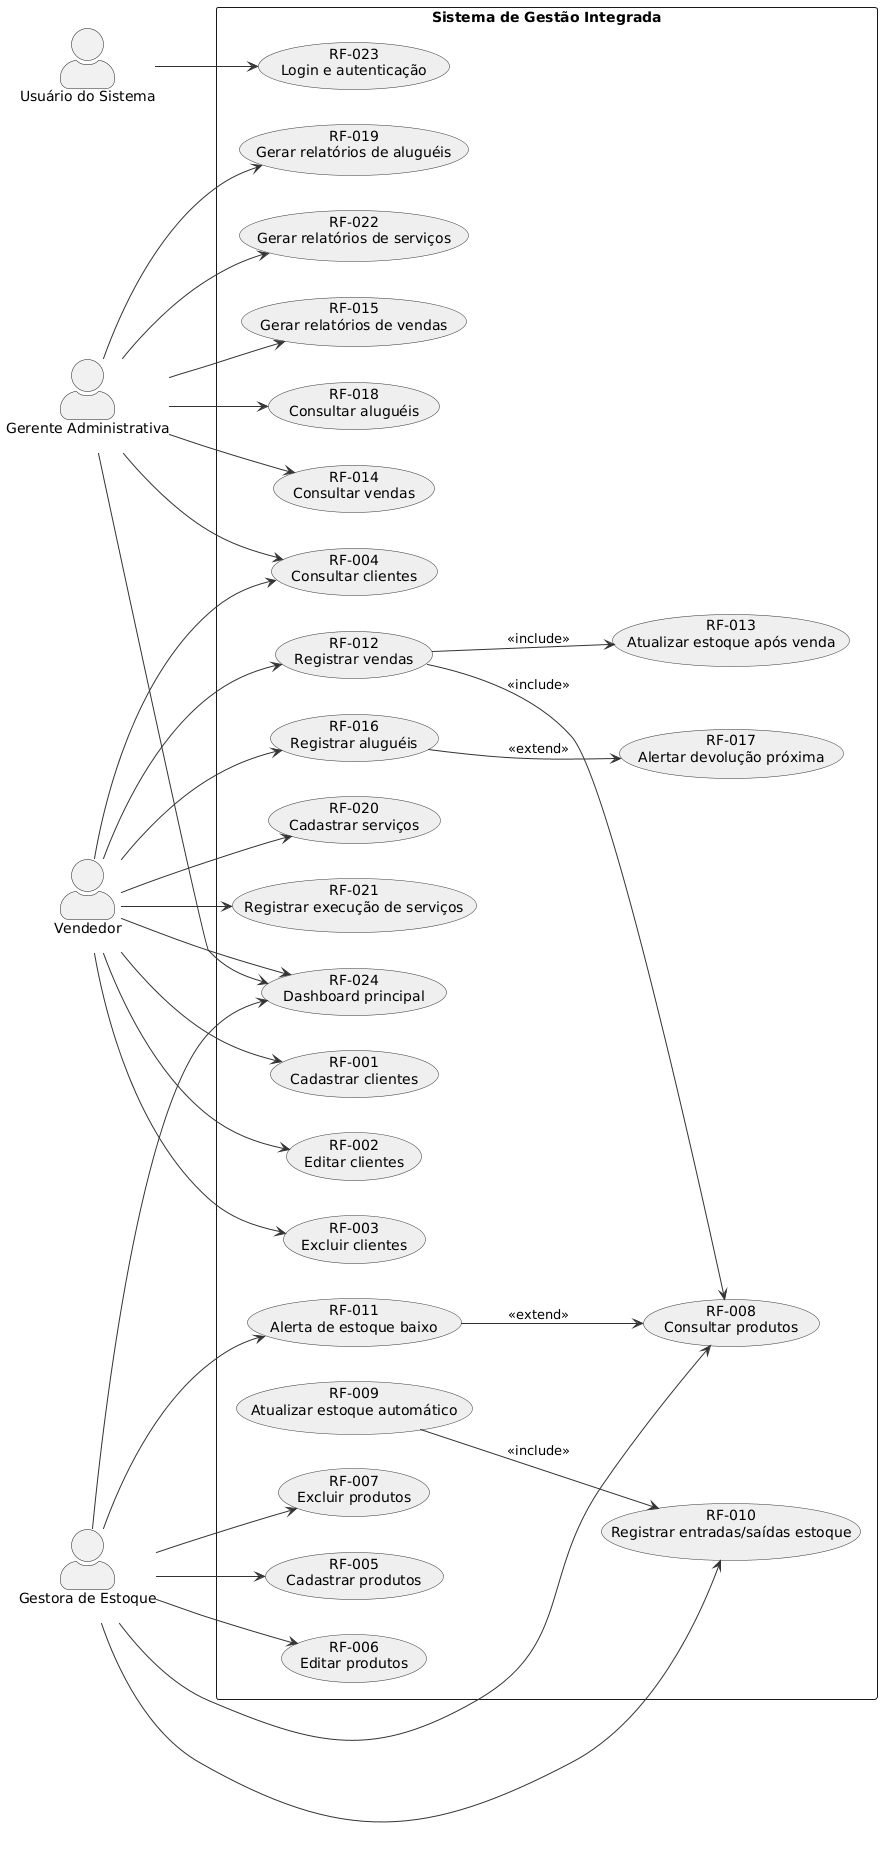 Sistema de Gestão Integrada
Usuário do Sistema
RF-023
Login e autenticação
RF-019
Gerar relatórios de aluguéis
RF-022
Gerar relatórios de serviços
RF-015
Gerar relatórios de vendas
RF-018
Consultar aluguéis
Gerente Administrativa
RF-014
Consultar vendas
RF-004
Consultar clientes
RF-012
Registrar vendas
«include»
RF-013
Atualizar estoque após venda
«include»
RF-016
Registrar aluguéis
«extend»
RF-017
Alertar devolução próxima
RF-020
Cadastrar serviços
RF-021
Registrar execução de serviços
Vendedor
RF-024
Dashboard principal
RF-001
Cadastrar clientes
RF-002
Editar clientes
RF-003
Excluir clientes
RF-011
Alerta de estoque baixo
«extend»
RF-008
Consultar produtos
RF-009
Atualizar estoque automático
«include»
RF-007
Excluir produtos
RF-010
Registrar entradas/saídas estoque
RF-005
Cadastrar produtos
Gestora de Estoque
RF-006
Editar produtos